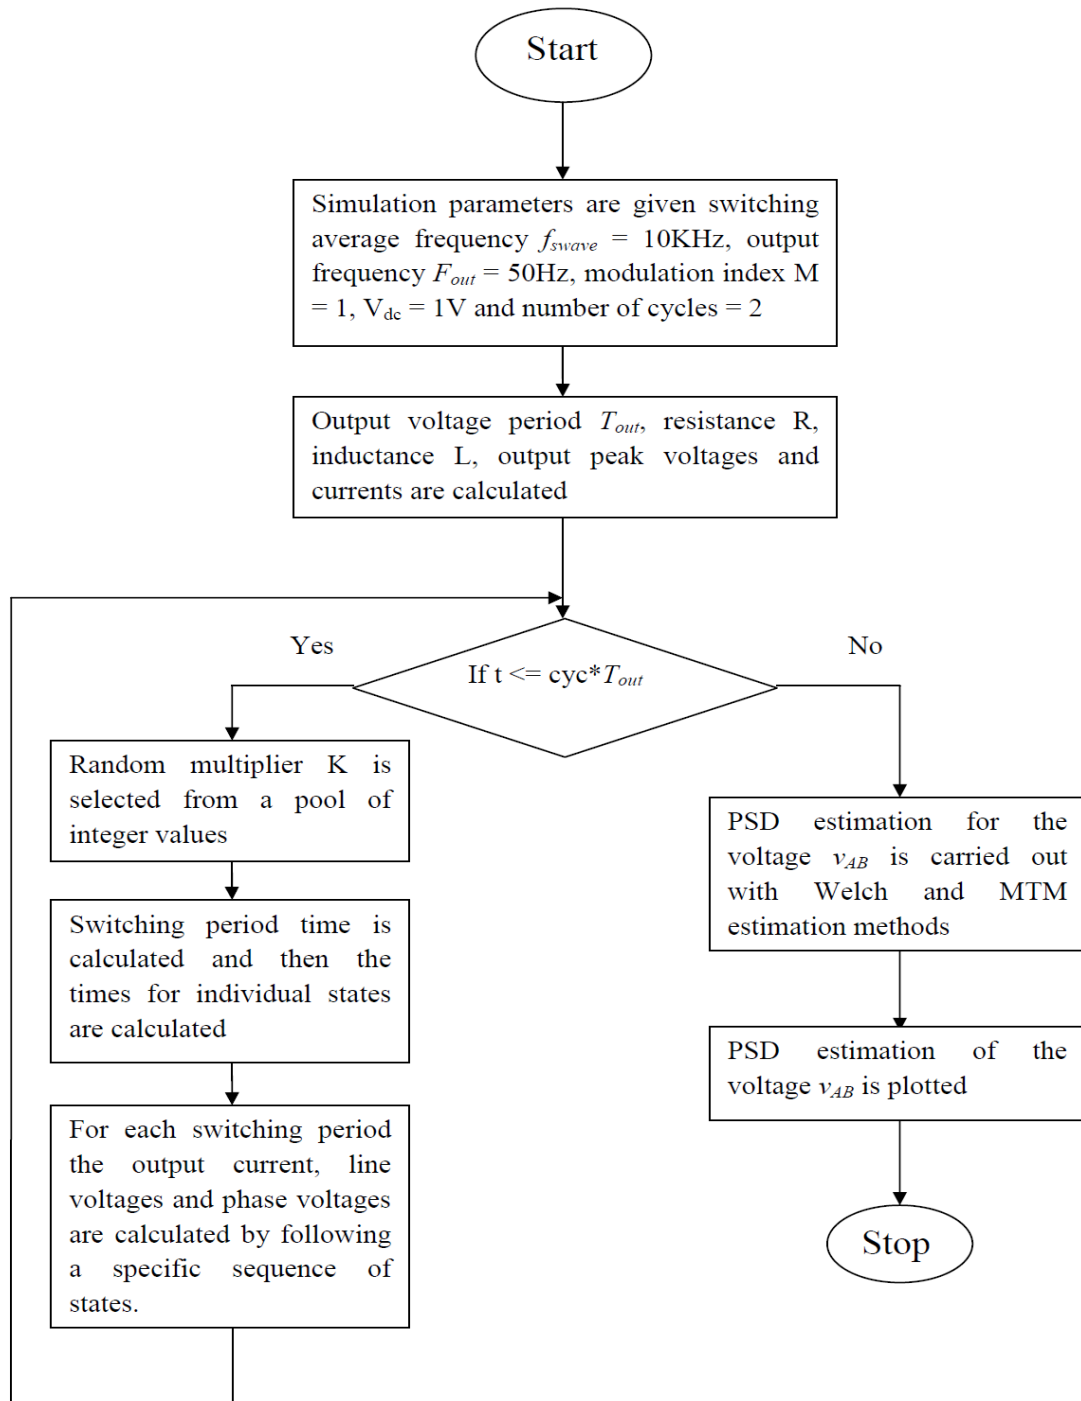 Start
Simulation parameters are given switching
average frequency fswave = 10KHz, output
frequency Fout = 50Hz, modulation index M
= 1, Vdc = 1V and number of cycles = 2
Output voltage period Tout, resistance R,
inductance L, output peak voltages and
currents are calculated
Yes
No
If t <= cyc*Tout
Random multiplier K is
selected from a pool of
integer values
Switching period time is
calculated and then the
times for individual states
are calculated
For each switching period
the output current, line
voltages and phase voltages
are calculated by following
a specific sequence of
states.
PSD estimation for the
voltage vAB is carried out
with Welch and MTM
estimation methods
PSD estimation of the
voltage vAB is plotted
Stop